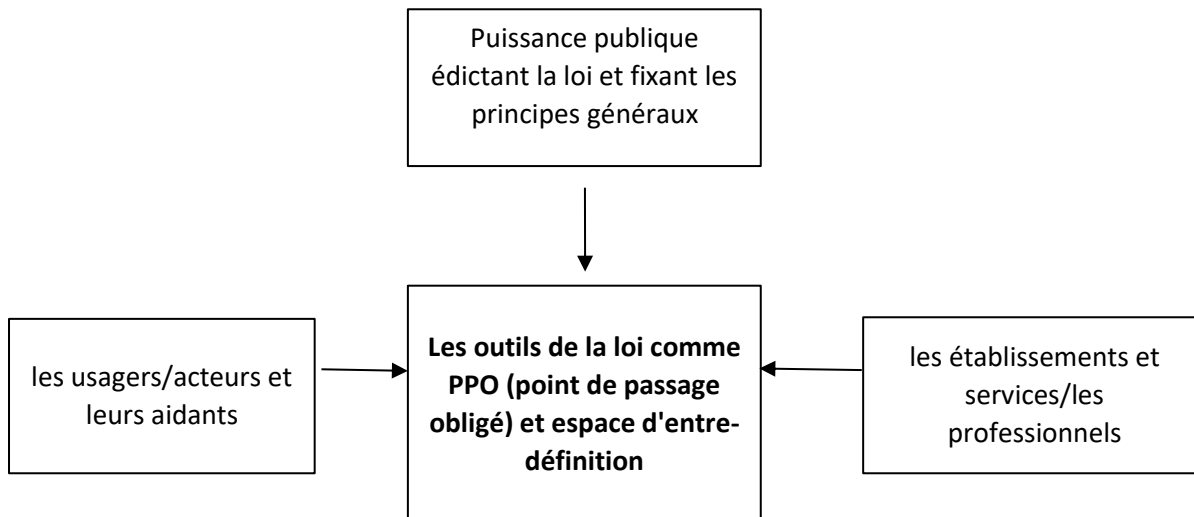 Puissance publique
édictant la loi et fixant les
principes généraux
les usagers/acteurs et
leurs aidants
Les outils de la loi comme
PPO (point de passage
obligé) et espace d'entre-
définition
les établissements et
services/les
professionnels